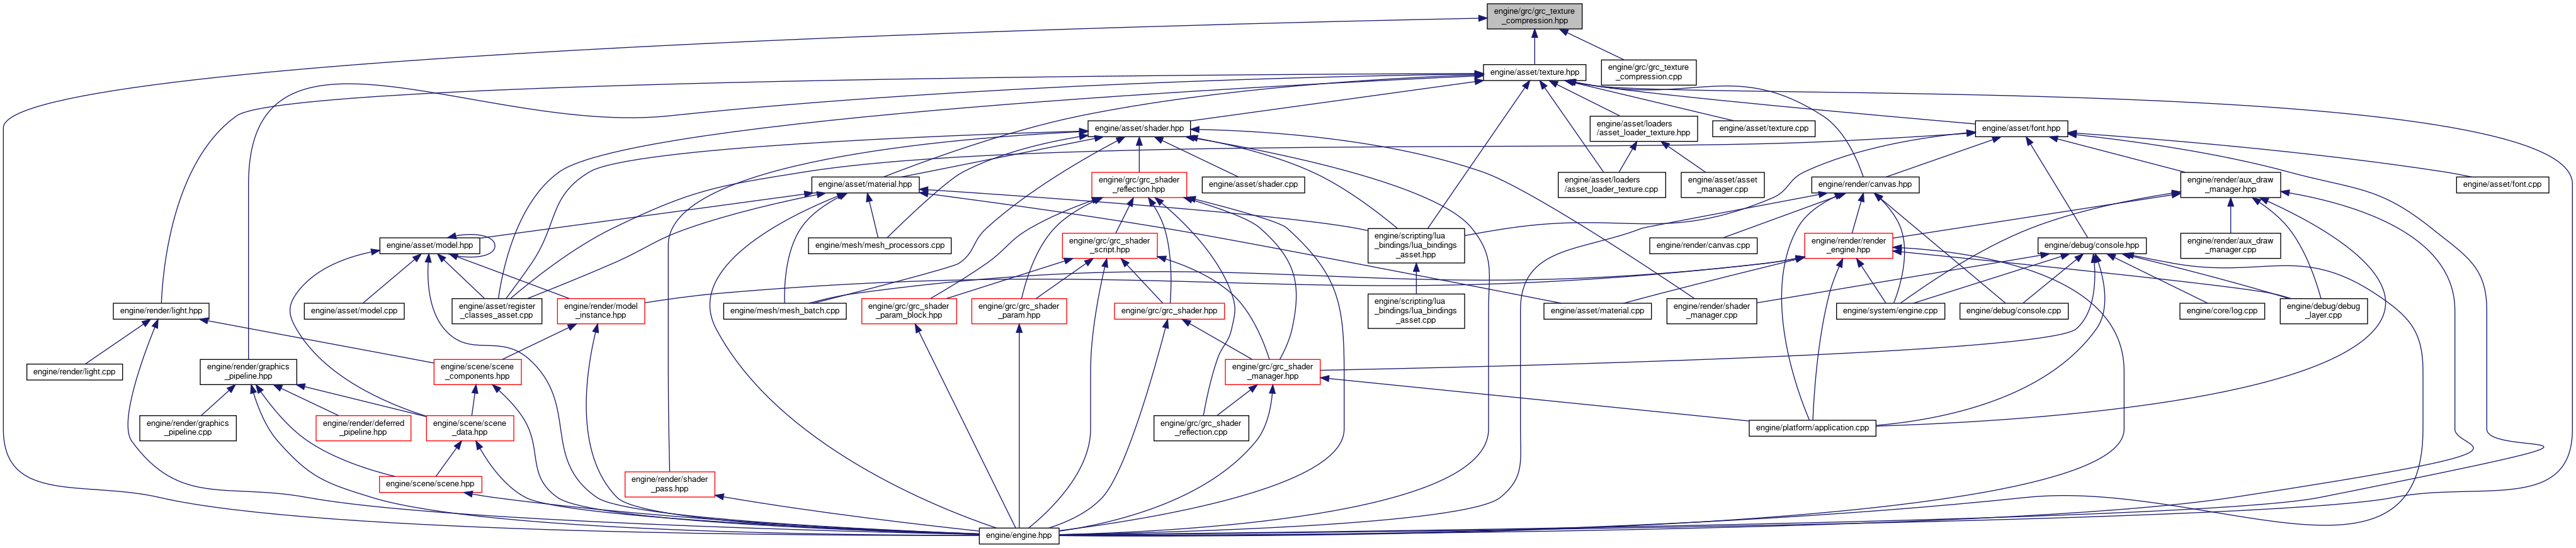 engine/grc/grc_texture
_compression.hpp
engine/grc/grc_texture
_compression.cpp
engine/asset/texture.hpp
engine/asset/shader.hpp
engine/asset/loaders
/asset_loader_texture.hpp
engine/asset/texture.cpp
engine/asset/font.hpp
engine/asset/material.hpp
engine/grc/grc_shader
_reflection.hpp
engine/asset/shader.cpp
engine/asset/loaders
/asset_loader_texture.cpp
engine/asset/asset
_manager.cpp
engine/render/canvas.hpp
engine/render/aux_draw
_manager.hpp
engine/asset/font.cpp
engine/asset/model.hpp
engine/mesh/mesh_processors.cpp
engine/grc/grc_shader
_script.hpp
engine/scripting/lua
_bindings/lua_bindings
_asset.hpp
engine/render/canvas.cpp
engine/render/render
_engine.hpp
engine/debug/console.hpp
engine/render/aux_draw
_manager.cpp
engine/render/light.hpp
engine/asset/model.cpp
engine/asset/register
_classes_asset.cpp
engine/render/model
_instance.hpp
engine/mesh/mesh_batch.cpp
engine/grc/grc_shader
_param_block.hpp
engine/grc/grc_shader
_param.hpp
engine/grc/grc_shader.hpp
engine/scripting/lua
_bindings/lua_bindings
_asset.cpp
engine/asset/material.cpp
engine/render/shader
_manager.cpp
engine/system/engine.cpp
engine/debug/console.cpp
engine/core/log.cpp
engine/debug/debug
_layer.cpp
engine/render/light.cpp
engine/render/graphics
_pipeline.hpp
engine/scene/scene
_components.hpp
engine/grc/grc_shader
_manager.hpp
engine/render/graphics
_pipeline.cpp
engine/render/deferred
_pipeline.hpp
engine/scene/scene
_data.hpp
engine/grc/grc_shader
_reflection.cpp
engine/platform/application.cpp
engine/scene/scene.hpp
engine/render/shader
_pass.hpp
engine/engine.hpp